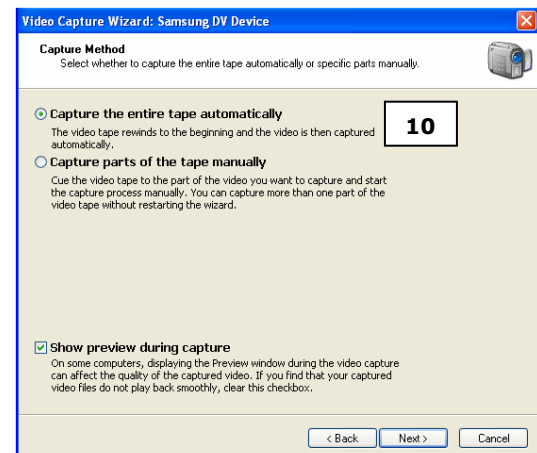 Video Capture Wizard: Samsung DV Device
Capture Method
Select whether to capture the entire tape automatically or specific parts manually.
Capture the entire tape automatically
The video tape rewinds to the beginning and the video is then captured
automatically.
10
Capture parts of the tape manually
Cue the video tape to the part of the video you want to capture and start
the capture process manually. You can capture more than one part of the
video tape without restarting the wizard.
Show preview during capture
On some computers, displaying the Preview window during the video capture
can affect the quality of the captured video. If you find that your captured
video files do not play back smoothly, clear this checkbox.
< Back Next > Cancel